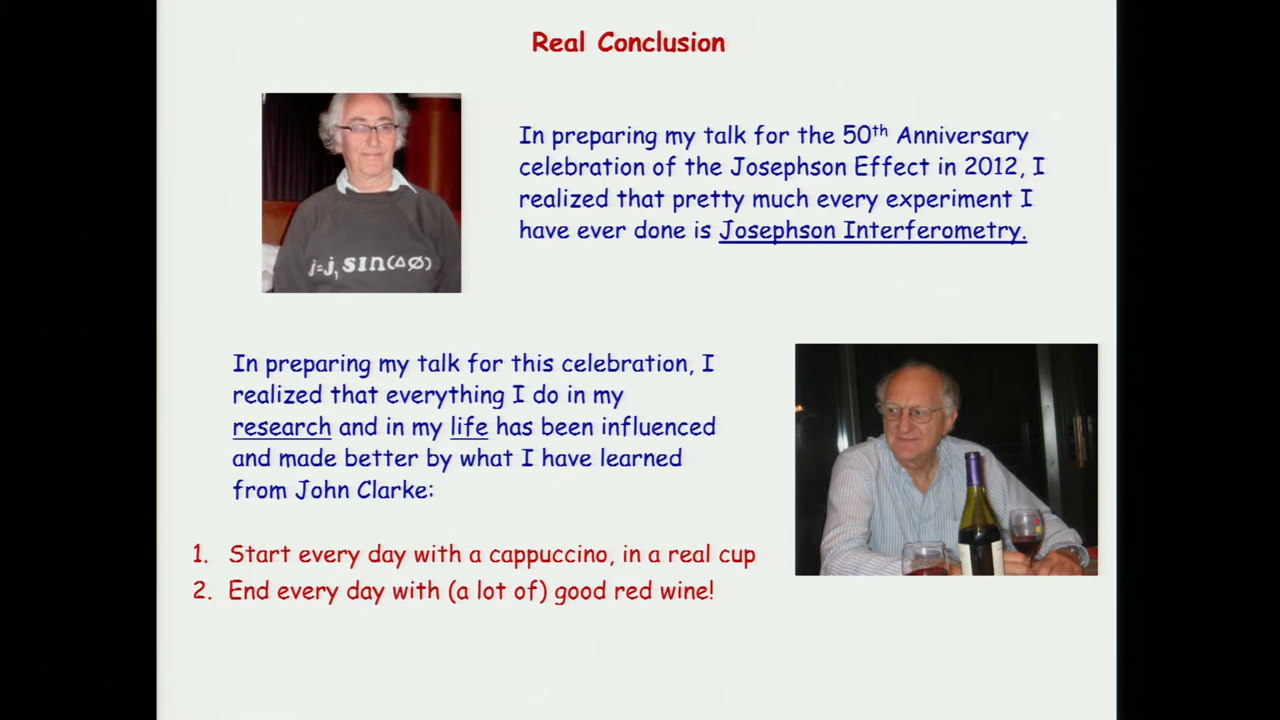 Real Conclusion
In preparing my talk for the 50th Anniversary
celebration of the Josephson Effect in 2012, I
realized that pretty much every experiment I
have ever done is Josephson Interferometry.
j=j₁ sin(Δø)
In preparing my talk for this celebration, I
realized that everything I do in my
research and in my life has been influenced
and made better by what I have learned
from John Clarke:
1. Start every day with a cappuccino, in a real cup
2. End every day with (a lot of) good red wine!